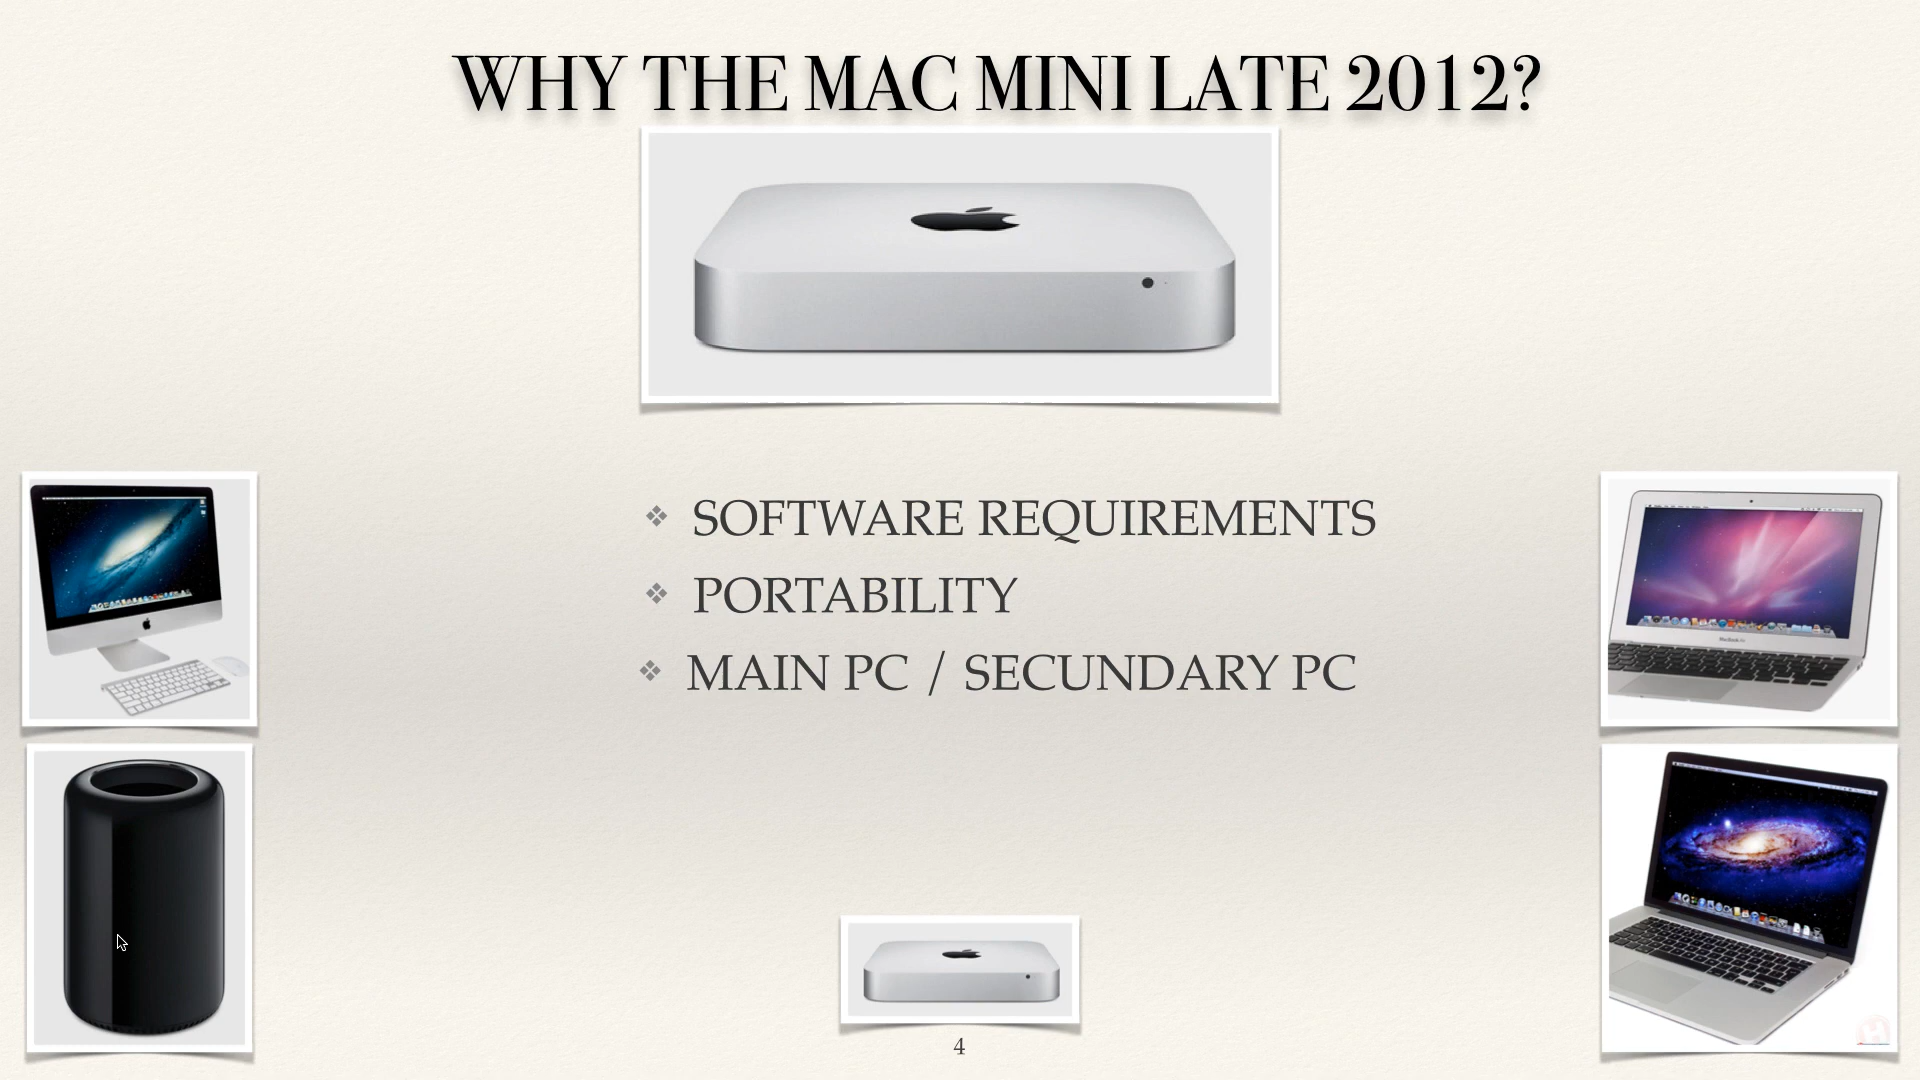 WHY THE MAC MINI LATE 2012?
❖ SOFTWARE REQUIREMENTS
❖ PORTABILITY
❖ MAIN PC / SECUNDARY PC
4